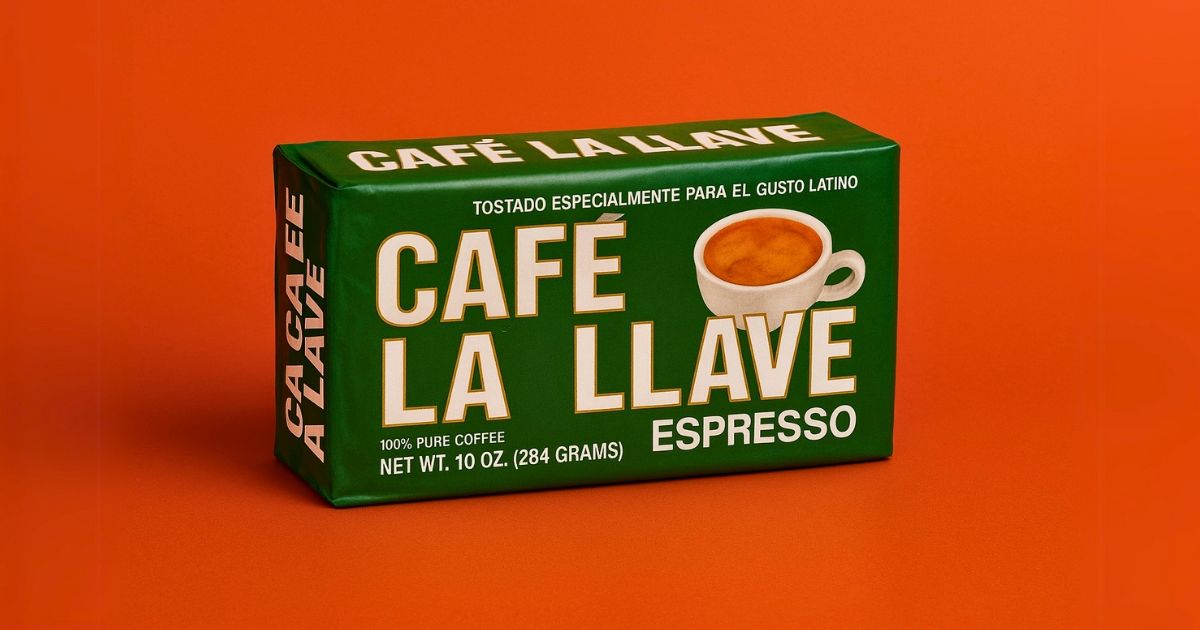 CAFÉ LA LLAVE
TOSTADO ESPECIALMENTE PARA EL GUSTO LATINO
CAFÉ
LA LLAVE
ESPRESSO
100% PURE COFFEE
NET WT. 10 OZ. (284 GRAMS)
CA CA EE
A LAVE